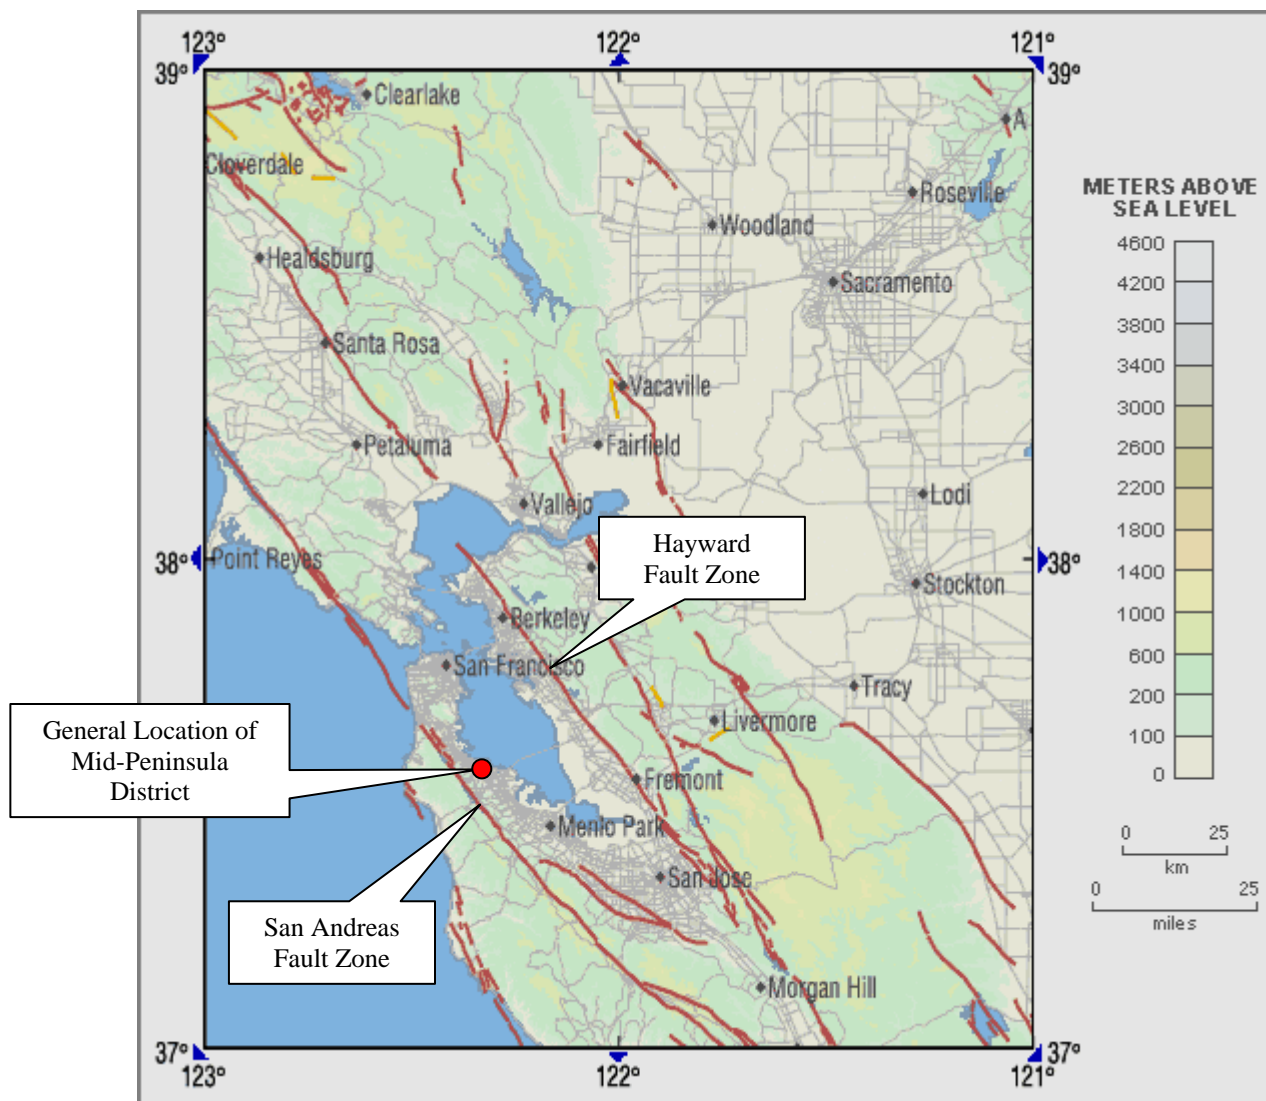 123°
122°
121°
39°
39°
Clearlake
A
Cloverdale
Roseville
METERS ABOVE
SEA LEVEL
Woodland
4600
Healdsburg
4200
Sacramento
3800
Santa Rosa
3400
Vacaville
3000
Petaluma
Fairfield
2600
2200
Lodi
Vallejo
1800
Hayward
Fault Zone
Point Reyes
38°
38°
1400
Stockton
1000
Berkeley
600
San Francisco
Tracy
200
General Location of
Mid-Peninsula
District
Livermore
100
Fremont
0
Menlo Park
0 25
km
San Jose
0 25
miles
San Andreas
Fault Zone
Morgan Hill
37°
37°
123°
122°
121°